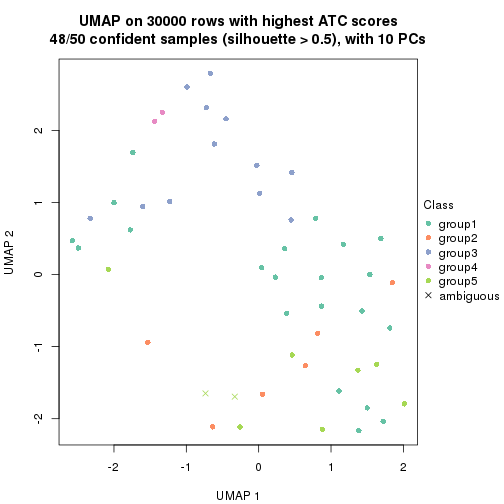 UMAP on 30000 rows with highest ATC scores
48/50 confident samples (silhouette > 0.5), with 10 PCs
2
1
0
-1
-2
UMAP 2
-2
-1
0
1
2
UMAP 1
Class
group1
group2
group3
group4
group5
ambiguous